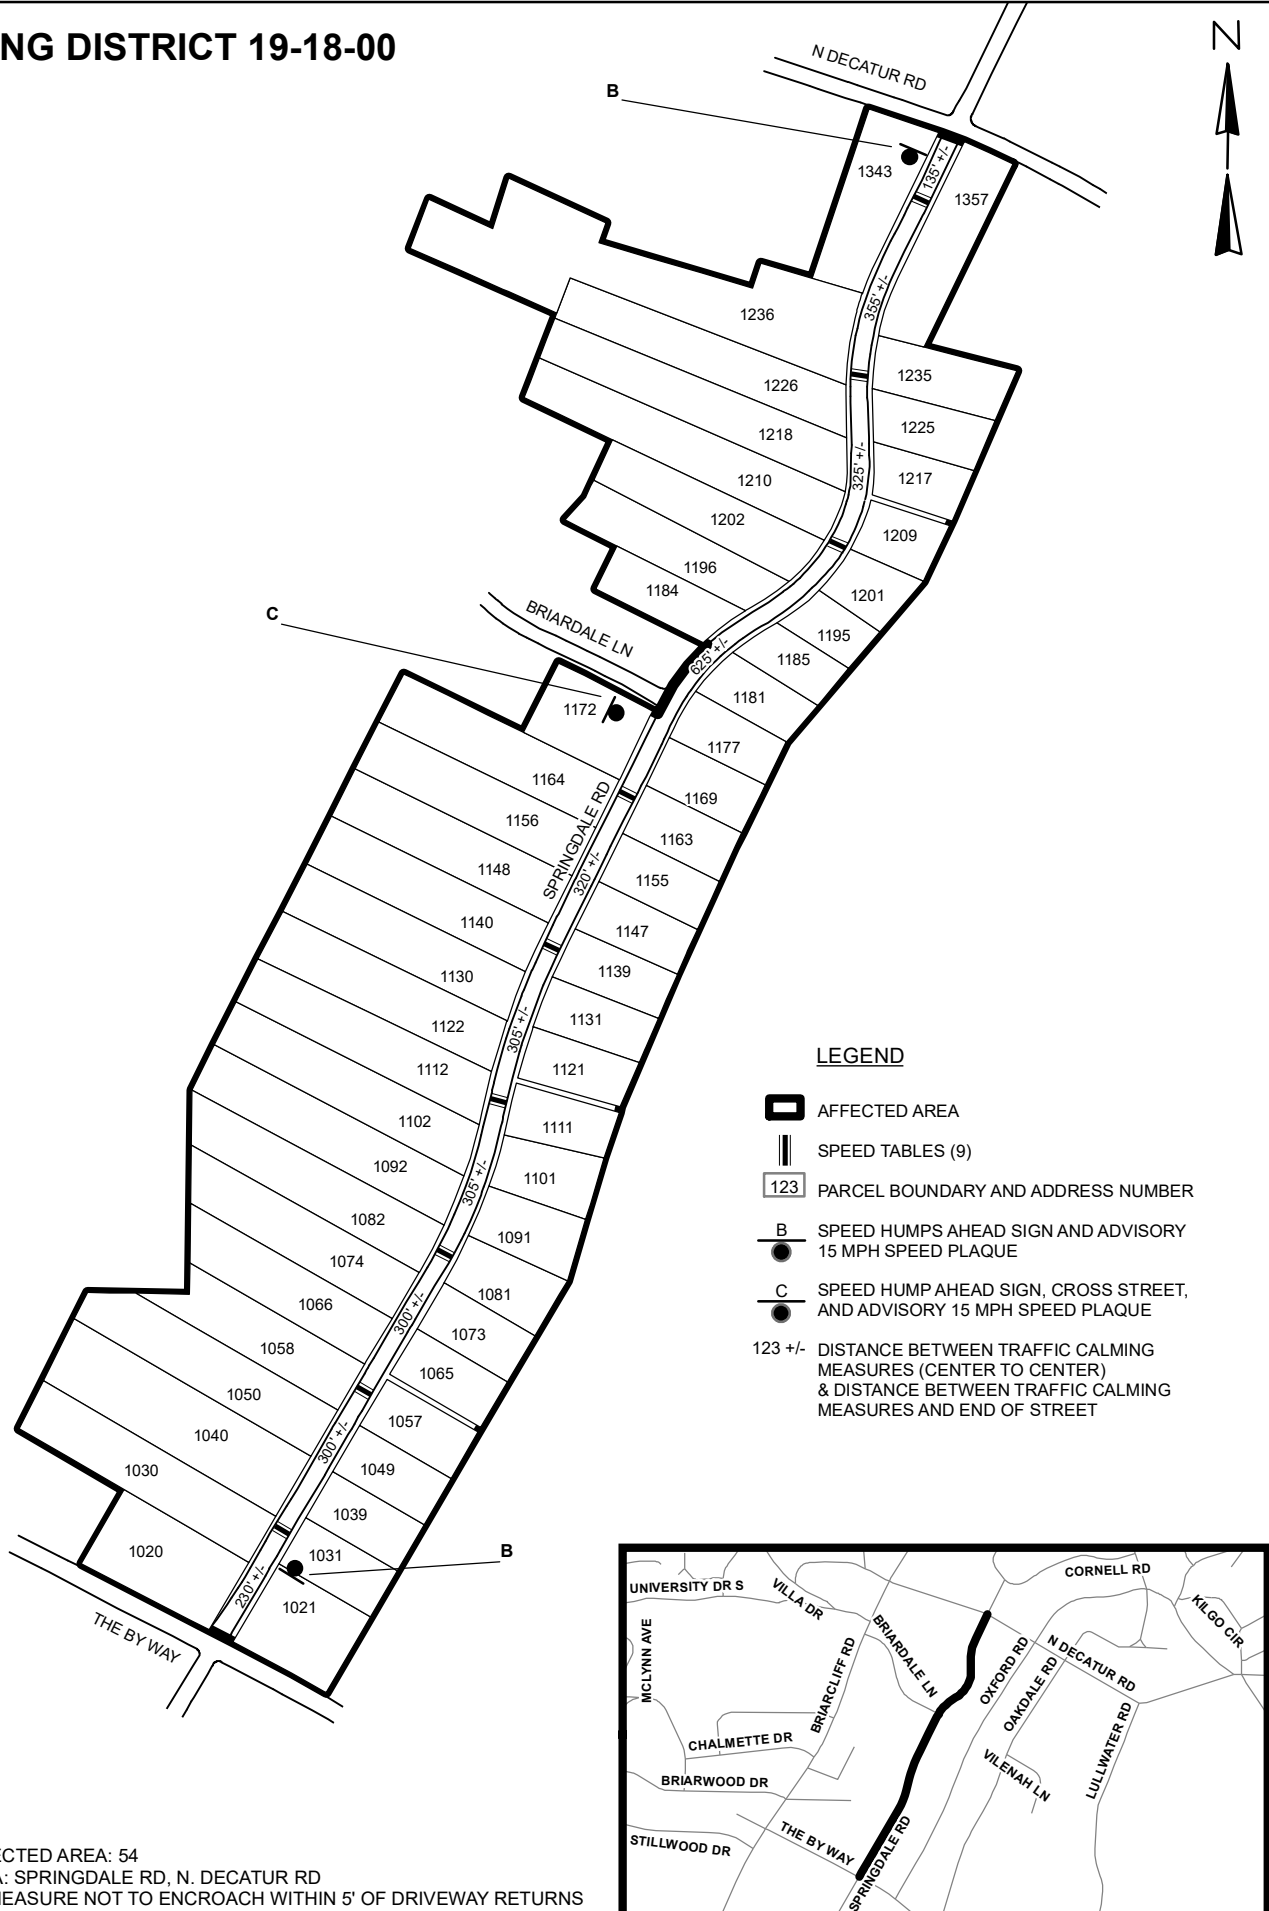 NG DISTRICT 19-18-00
N
N DECATUR RD
B
1343
135' +/-
1357
355' +/-
1236
1235
1226
1225
1218
325' +/-
1217
1210
1202
1209
1196
1184
1201
C
BRIARDALE LN
1195
625' +/-
1185
1181
1172
1177
1164
SPRINGDALE RD
1169
1156
1163
320' +/-
1148
1155
1140
1147
1130
1139
1122
305' +/-
1131
1112
1121
1102
1111
1092
305' +/-
1101
1082
1091
1074
1081
1066
300' +/-
1073
1058
1065
1050
1057
1040
300' +/-
1049
1030
1039
1020
1031
B
230' +/-
1021
THE BY WAY
LEGEND
AFFECTED AREA
SPEED TABLES (9)
123 PARCEL BOUNDARY AND ADDRESS NUMBER
B SPEED HUMPS AHEAD SIGN AND ADVISORY
15 MPH SPEED PLAQUE
C SPEED HUMP AHEAD SIGN, CROSS STREET,
AND ADVISORY 15 MPH SPEED PLAQUE
123 +/- DISTANCE BETWEEN TRAFFIC CALMING
MEASURES (CENTER TO CENTER)
& DISTANCE BETWEEN TRAFFIC CALMING
MEASURES AND END OF STREET
UNIVERSITY DR S
VILLA DR
CORNELL RD
KILGO CIR
MCLYNN AVE
BRIARCLIFF RD
BRIARDALE LN
OXFORD RD
N DECATUR RD
OAKDALE RD
LULLWATER RD
CHALMETTE DR
VILENAH LN
BRIARWOOD DR
STILLWOOD DR
THE BY WAY
SPRINGDALE RD
ECTED AREA: 54
A: SPRINGDALE RD, N. DECATUR RD
MEASURE NOT TO ENCROACH WITHIN 5' OF DRIVEWAY RETURNS